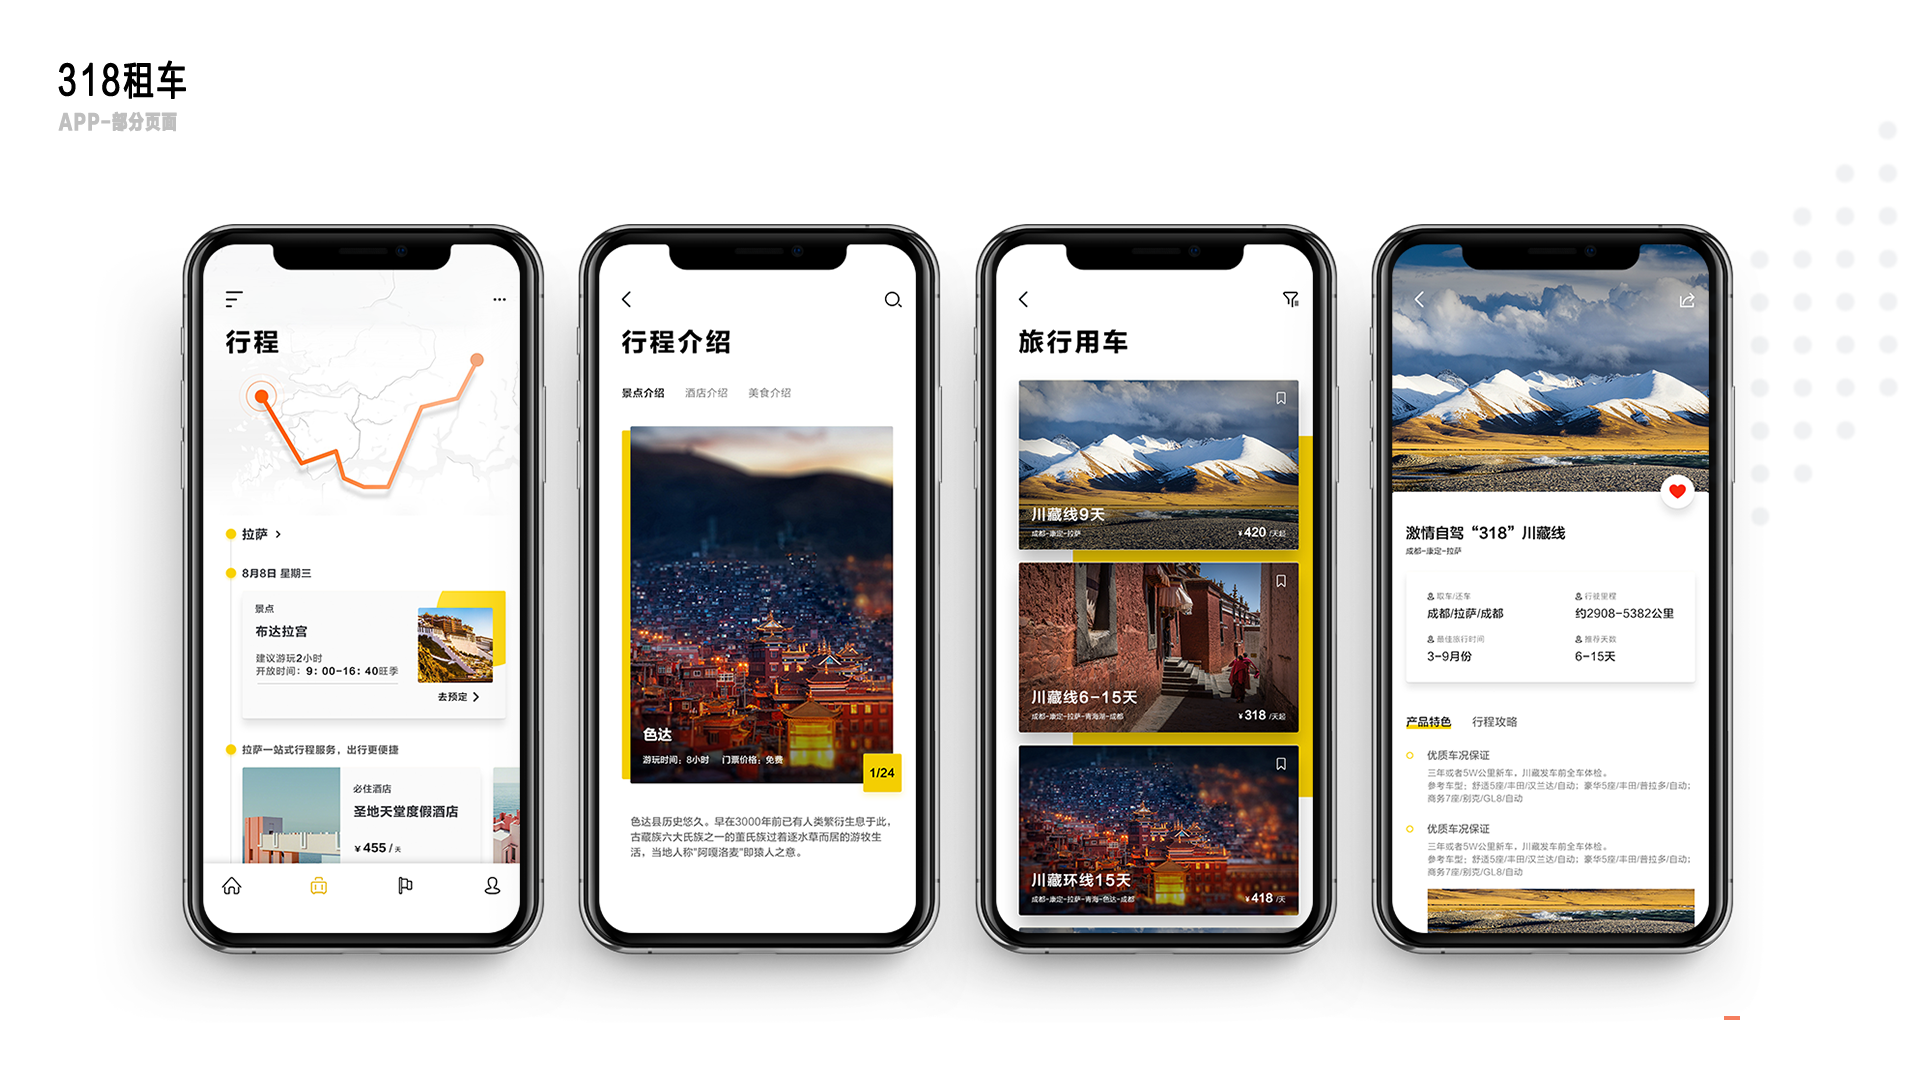 318租车
APP-部分页面
行程
拉萨
8月8日 星期三
景点
布达拉宫
建议游玩2小时
开放时间：9：00-16：40旺季
去预定
拉萨一站式行程服务，出行更便捷
必住酒店
圣地天堂度假酒店
¥ 455 / 天
行程介绍
景点介绍 酒店介绍 美食介绍
色达
游玩时间：8小时 门票价格：免费
1/24
色达县历史悠久。早在3000年前已有人类繁衍生息于此，
古藏族六大氏族之一的董氏族过着逐水草而居的游牧生
活，当地人称"阿嘎洛麦"即猿人之意。
旅行用车
川藏线9天
成都-康定-拉萨
¥ 420 /天起
川藏线6-15天
成都-康定-拉萨-青海湖-成都
¥ 318 /天起
川藏环线15天
成都-康定-拉萨-青海-色达-成都
¥ 418 /天
激情自驾“318”川藏线
成都-康定-拉萨
取车/还车
成都/拉萨/成都
行驶里程
约2908-5382公里
最佳旅行时间
3-9月份
推荐天数
6-15天
产品特色 行程攻略
优质车况保证
三年或者5W公里新车，川藏发车前全车体检。
参考车型：舒适5座/丰田/汉兰达/自动；豪华5座/丰田/普拉多/自动；
商务7座/别克/GL8/自动
优质车况保证
三年或者5W公里新车，川藏发车前全车体检。
参考车型：舒适5座/丰田/汉兰达/自动；豪华5座/丰田/普拉多/自动；
商务7座/别克/GL8/自动